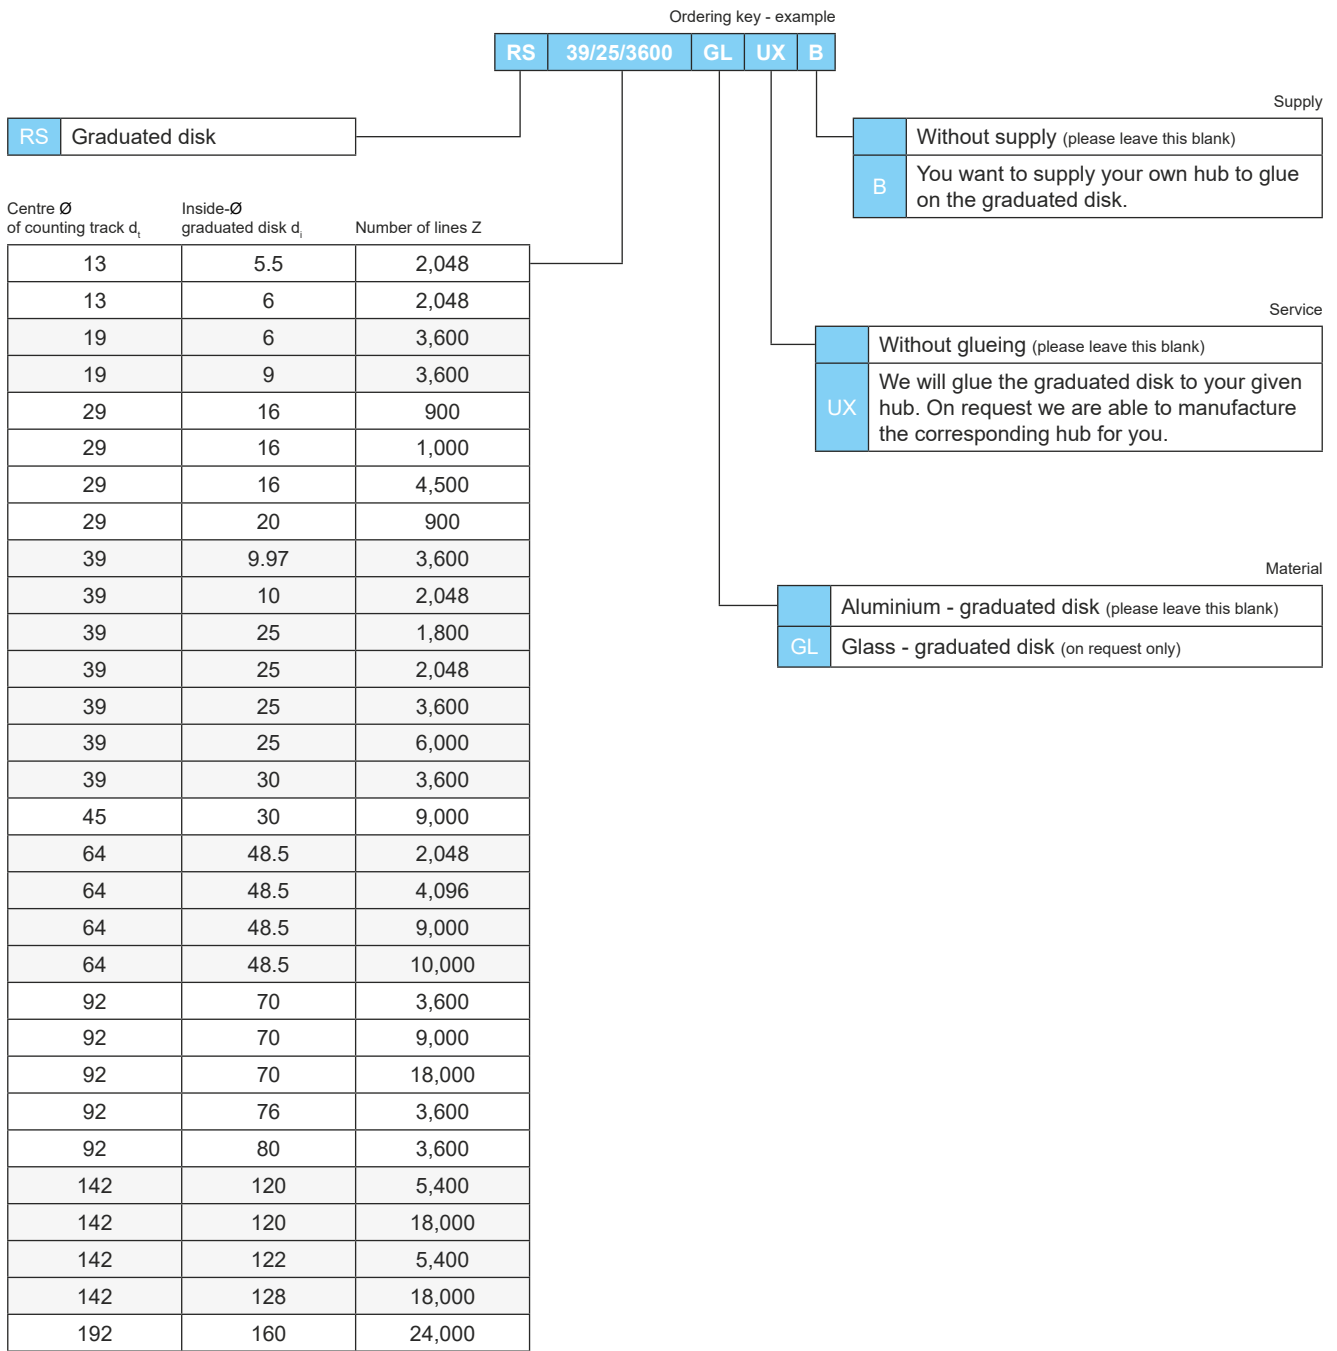 Ordering key - example
RS 39/25/3600 GL UX B
Supply
RS Graduated disk
Without supply (please leave this blank)
B You want to supply your own hub to glue
on the graduated disk.
Centre Ø
of counting track dt
Inside-Ø
graduated disk di
Number of lines Z
13 5.5 2,048
13 6 2,048
19 6 3,600
19 9 3,600
29 16 900
29 16 1,000
29 16 4,500
29 20 900
39 9.97 3,600
39 10 2,048
39 25 1,800
39 25 2,048
39 25 3,600
39 25 6,000
39 30 3,600
45 30 9,000
64 48.5 2,048
64 48.5 4,096
64 48.5 9,000
64 48.5 10,000
92 70 3,600
92 70 9,000
92 70 18,000
92 76 3,600
92 80 3,600
142 120 5,400
142 120 18,000
142 122 5,400
142 128 18,000
192 160 24,000
Service
Without glueing (please leave this blank)
UX We will glue the graduated disk to your given
hub. On request we are able to manufacture
the corresponding hub for you.
Material
Aluminium - graduated disk (please leave this blank)
GL Glass - graduated disk (on request only)